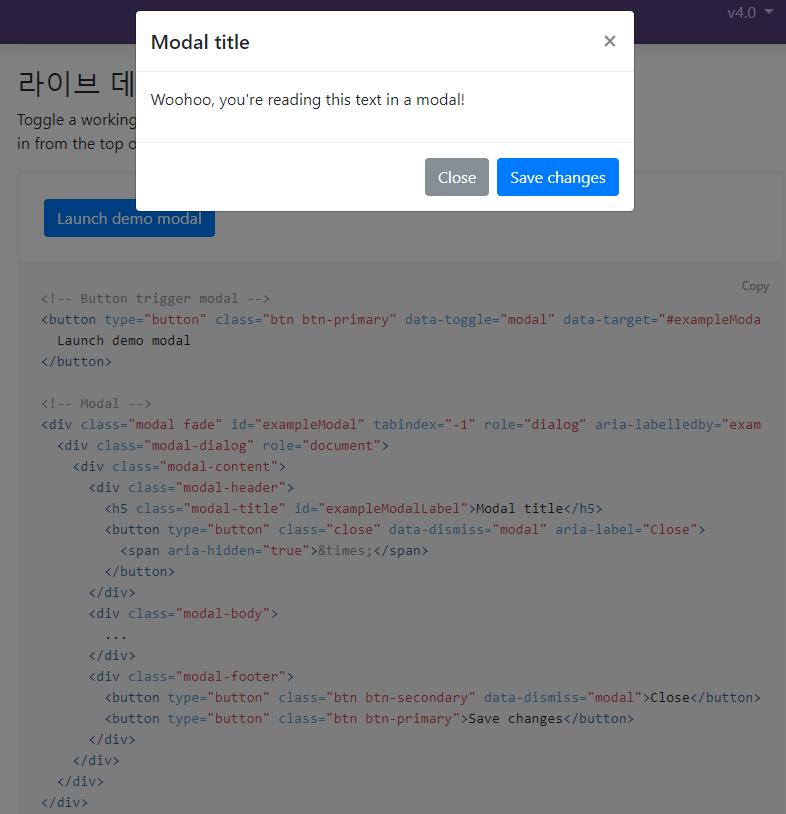 v4.0
Modal title
×
라이브 데
Woohoo, you're reading this text in a modal!
Toggle a working
in from the top o
Close
Save changes
Launch demo modal
Copy
<!-- Button trigger modal -->
<button type="button" class="btn btn-primary" data-toggle="modal" data-target="#exampleModa
  Launch demo modal
</button>
<!-- Modal -->
<div class="modal fade" id="exampleModal" tabindex="-1" role="dialog" aria-labelledby="exam
  <div class="modal-dialog" role="document">
    <div class="modal-content">
      <div class="modal-header">
        <h5 class="modal-title" id="exampleModalLabel">Modal title</h5>
        <button type="button" class="close" data-dismiss="modal" aria-label="Close">
          <span aria-hidden="true">&times;</span>
        </button>
      </div>
      <div class="modal-body">
        ...
      </div>
      <div class="modal-footer">
        <button type="button" class="btn btn-secondary" data-dismiss="modal">Close</button>
        <button type="button" class="btn btn-primary">Save changes</button>
      </div>
    </div>
  </div>
</div>